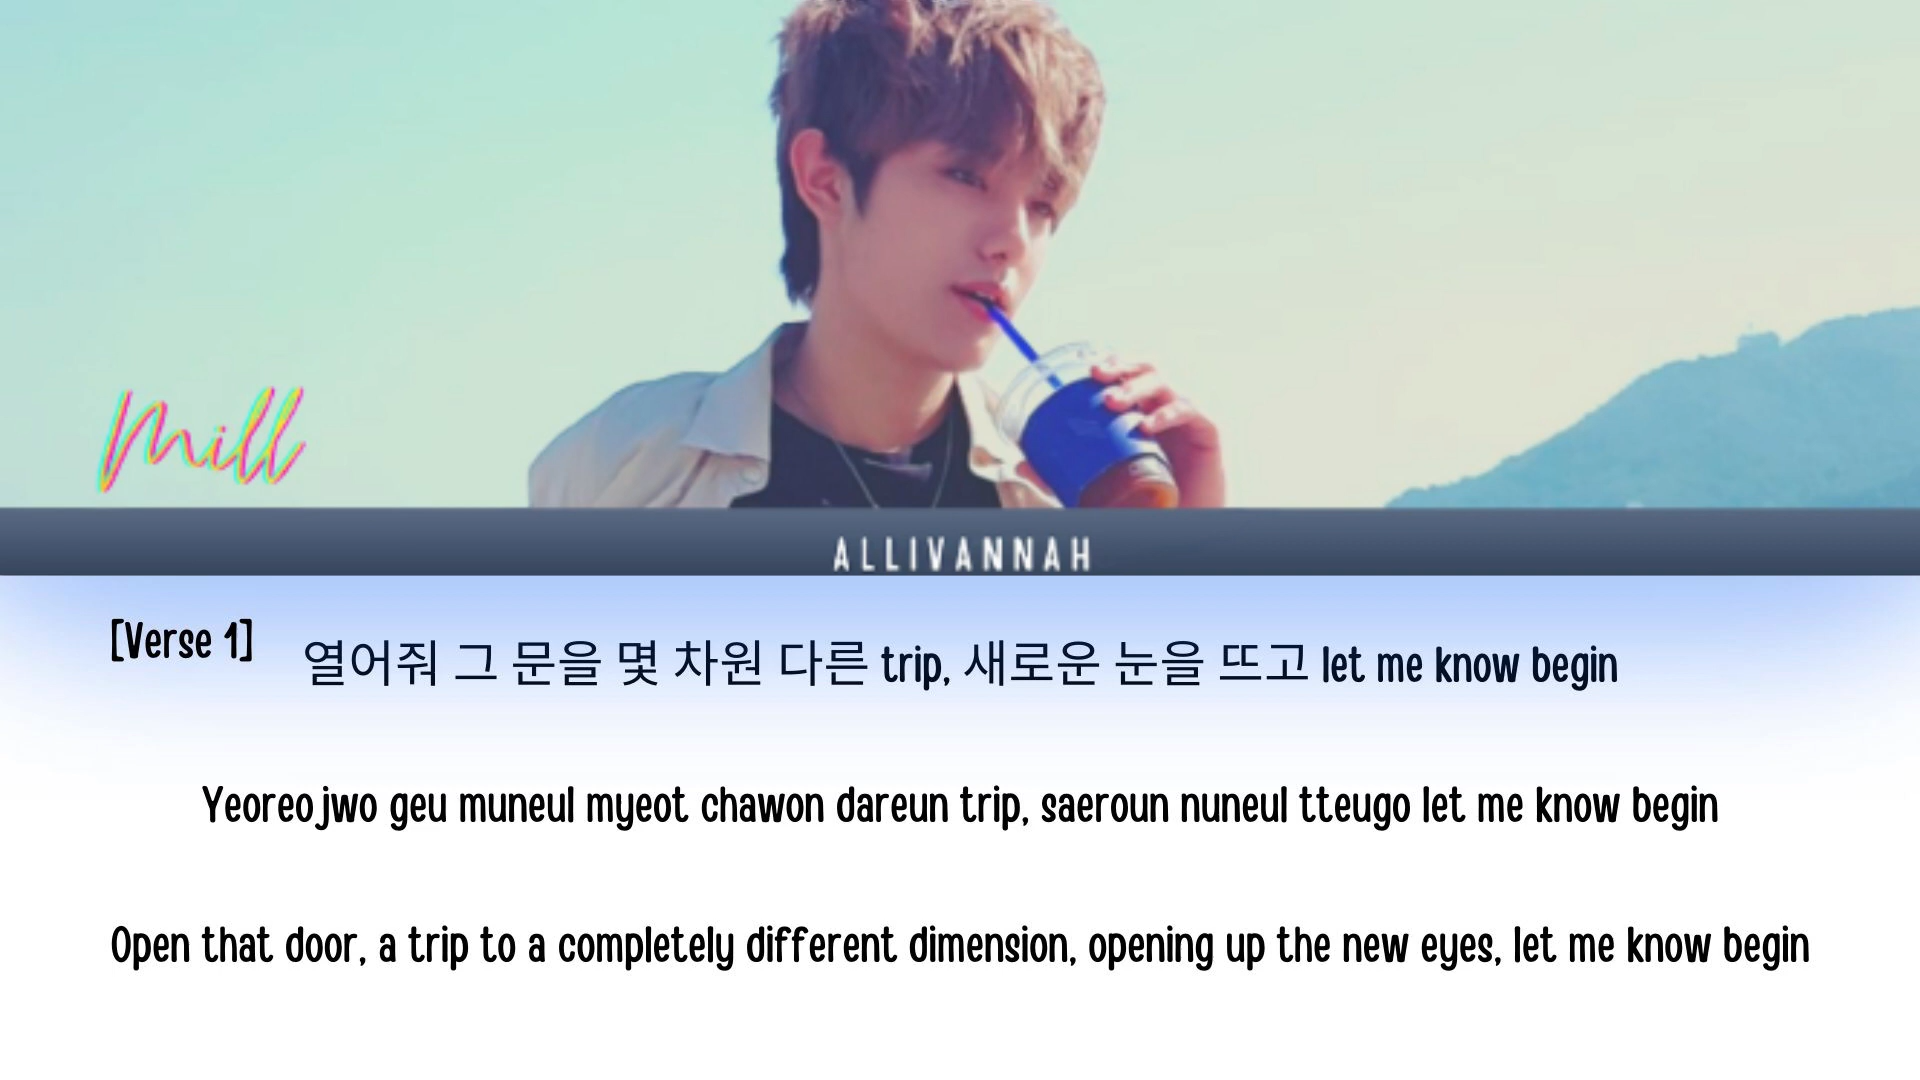 Mill
ALLIVANNAH
[Verse 1]
열어줘 그 문을 몇 차원 다른 trip, 새로운 눈을 뜨고 let me know begin
Yeoreojwo geu muneul myeot chawon dareun trip, saeroun nuneul tteugo let me know begin
Open that door, a trip to a completely different dimension, opening up the new eyes, let me know begin